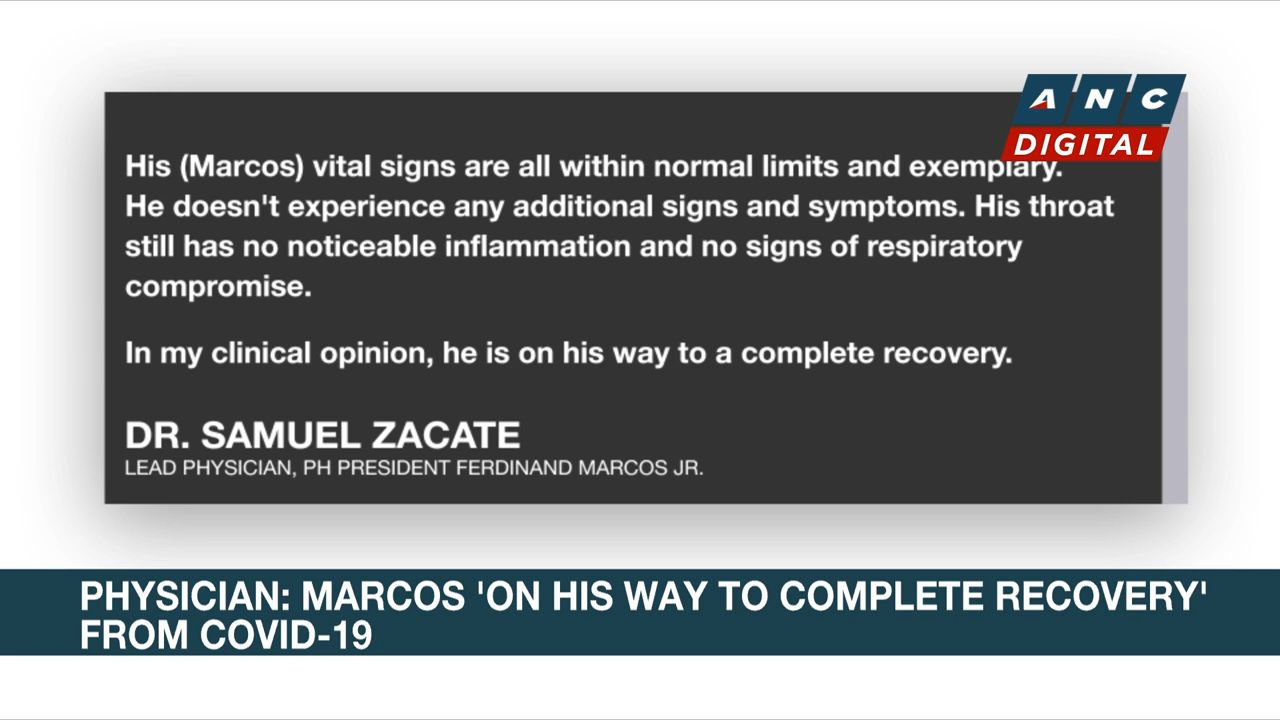 ANC
DIGITAL
His (Marcos) vital signs are all within normal limits and exemplary.
He doesn't experience any additional signs and symptoms. His throat
still has no noticeable inflammation and no signs of respiratory
compromise.
In my clinical opinion, he is on his way to a complete recovery.
DR. SAMUEL ZACATE
LEAD PHYSICIAN, PH PRESIDENT FERDINAND MARCOS JR.
PHYSICIAN: MARCOS 'ON HIS WAY TO COMPLETE RECOVERY'
FROM COVID-19